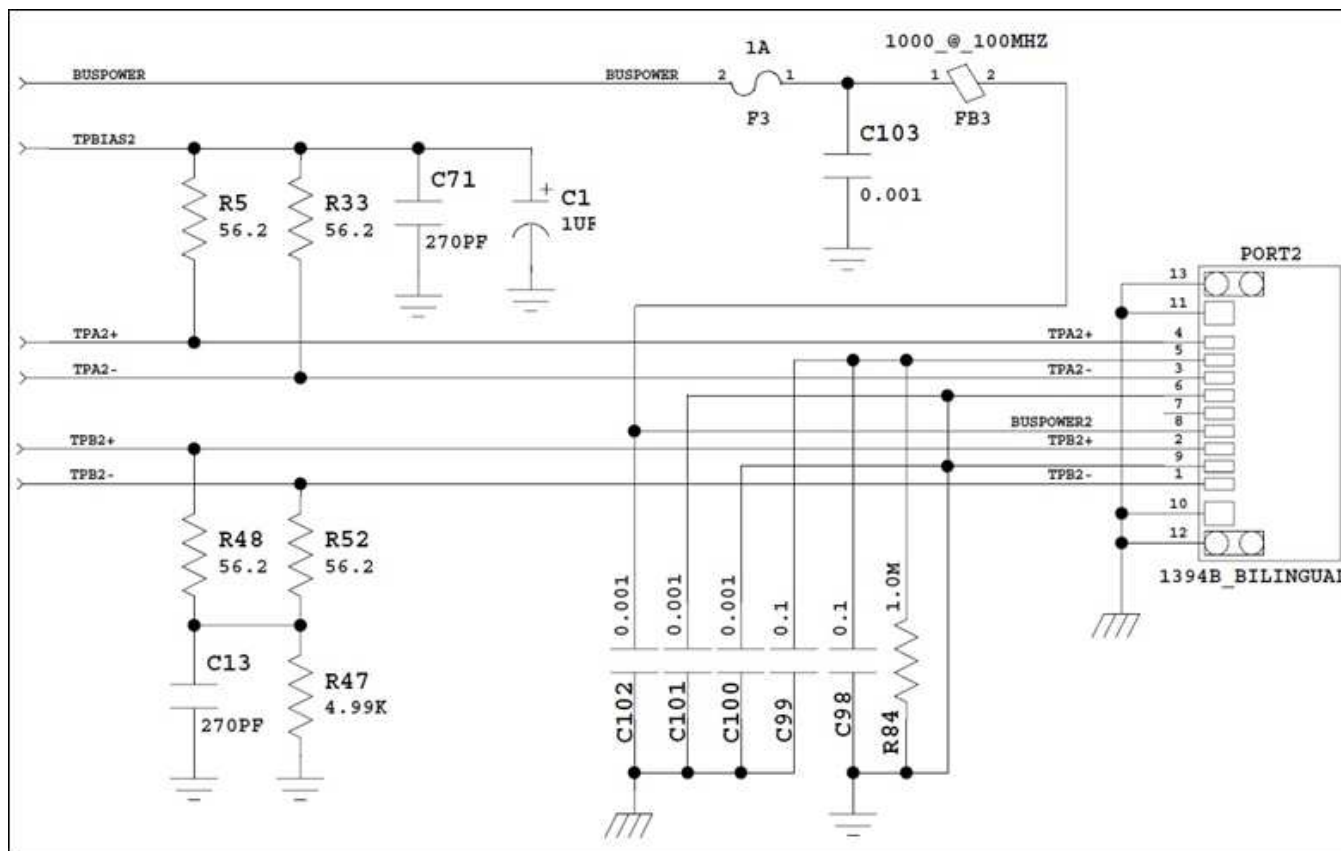 1A
1000_@_100MHZ
BUSPOWER
BUSPOWER
2
1
1
2
F3
FB3
TPBIAS2
C103
0.001
C71
270PF
+
C1
1UF
R5
56.2
R33
56.2
PORT2
13
11
TPA2+
TPA2+
4
5
TPA2-
TPA2-
3
6
7
BUSPOWER2
8
TPB2+
TPB2+
2
9
TPB2-
TPB2-
1
10
12
1394B_BILINGUAL
R48
56.2
R52
56.2
0.001
0.001
0.001
0.1
0.1
1.0M
C13
270PF
R47
4.99K
C102
C101
C100
C99
C98
R84